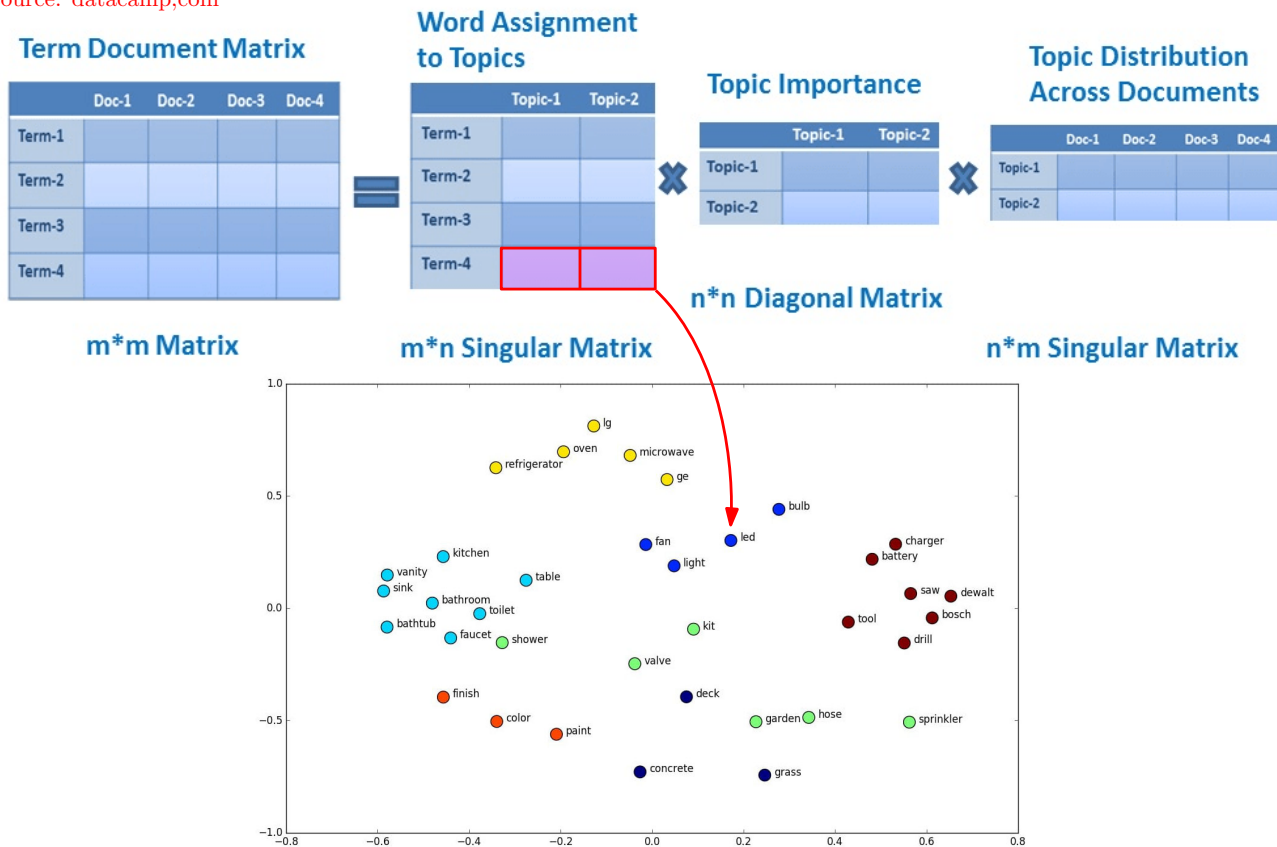 ource: datacamp,com
Term Document Matrix
Doc-1 Doc-2 Doc-3 Doc-4
Term-1
Term-2
Term-3
Term-4
m*m Matrix
Word Assignment
to Topics
Topic-1 Topic-2
Term-1
Term-2
Term-3
Term-4
m*n Singular Matrix
Topic Importance
Topic-1 Topic-2
Topic-1
Topic-2
n*n Diagonal Matrix
Topic Distribution
Across Documents
Doc-1 Doc-2 Doc-3 Doc-4
Topic-1
Topic-2
n*m Singular Matrix
1.0
0.5
0.0
−0.5
−1.0
lg
oven
microwave
refrigerator
ge
bulb
led
fan
light
charger
battery
kitchen
vanity
table
sink
saw
dewalt
bathroom
toilet
bosch
tool
bathtub
faucet
shower
kit
drill
valve
finish
deck
color
garden
hose
sprinkler
paint
concrete
grass
−0.8 −0.6 −0.4 −0.2 0.0 0.2 0.4 0.6 0.8